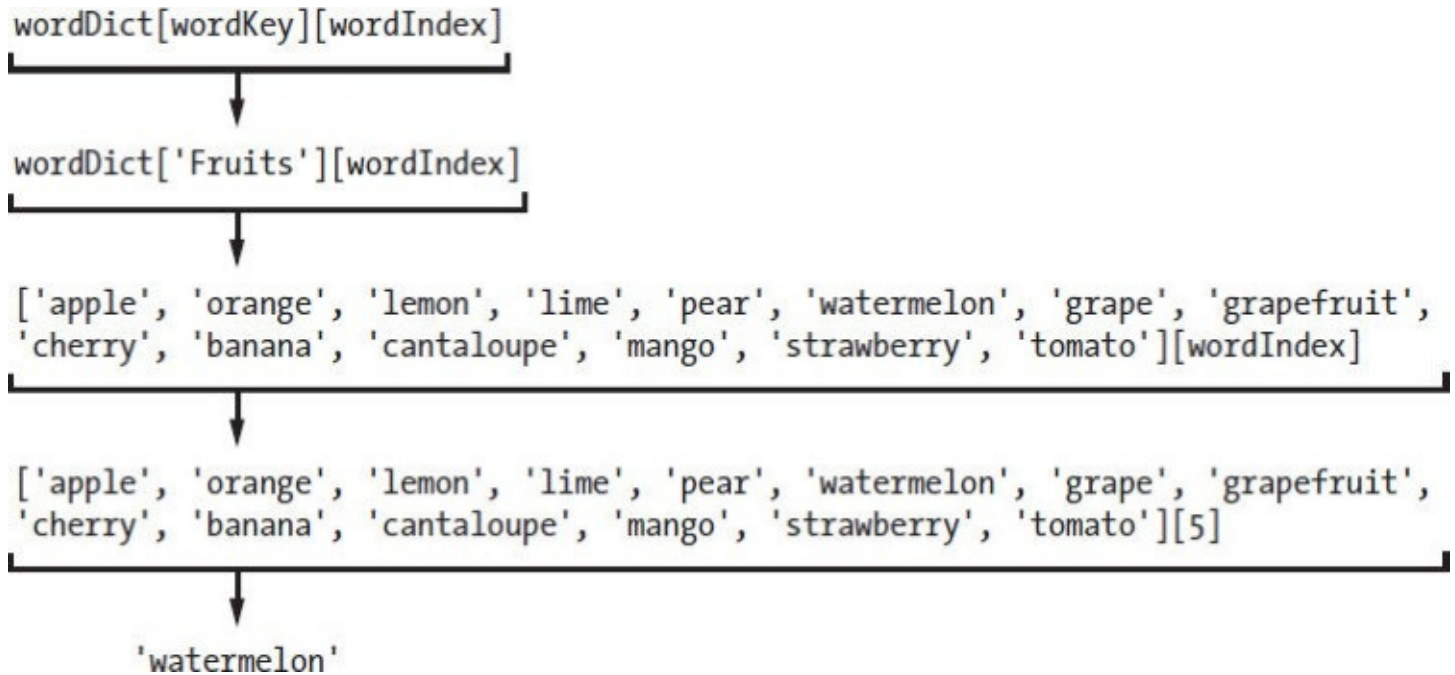 wordDict[wordKey][wordIndex]
wordDict['Fruits'][wordIndex]
['apple', 'orange', 'lemon', 'lime', 'pear', 'watermelon', 'grape', 'grapefruit',
'cherry', 'banana', 'cantaloupe', 'mango', 'strawberry', 'tomato'][wordIndex]
['apple', 'orange', 'lemon', 'lime', 'pear', 'watermelon', 'grape', 'grapefruit',
'cherry', 'banana', 'cantaloupe', 'mango', 'strawberry', 'tomato'][5]
'watermelon'